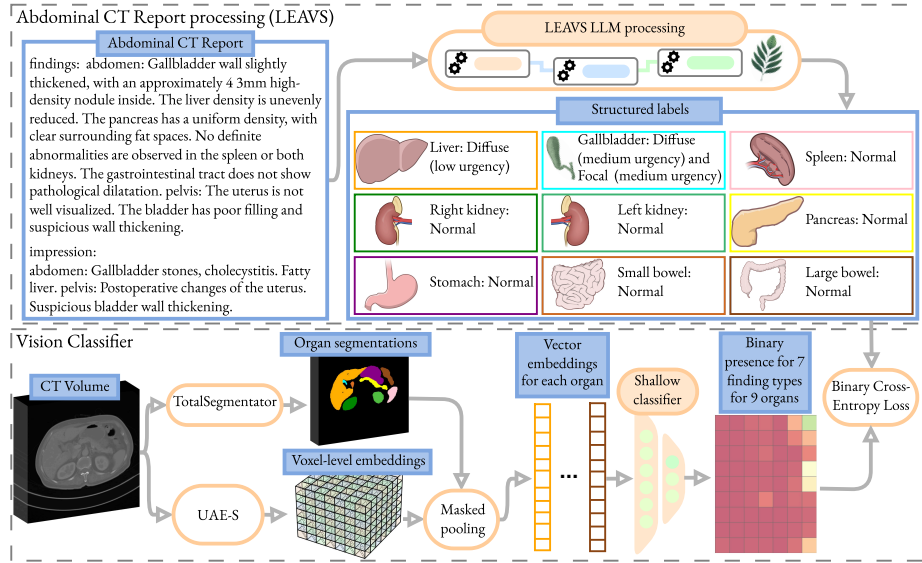 Abdominal CT Report processing (LEAVS)
Abdominal CT Report
findings: abdomen: Gallbladder wall slightly
thickened, with an approximately 4 3mm high-
density nodule inside. The liver density is unevenly
reduced. The pancreas has a uniform density, with
clear surrounding fat spaces. No definite
abnormalities are observed in the spleen or both
kidneys. The gastrointestinal tract does not show
pathological dilatation. pelvis: The uterus is not
well visualized. The bladder has poor filling and
suspicious wall thickening.
impression:
abdomen: Gallbladder stones, cholecystitis. Fatty
liver. pelvis: Postoperative changes of the uterus.
Suspicious bladder wall thickening.
LEAVS LLM processing
Structured labels
Liver: Diffuse
(low urgency)
Gallbladder: Diffuse
(medium urgency) and
Focal (medium urgency)
Spleen: Normal
Right kidney:
Normal
Left kidney:
Normal
Pancreas: Normal
Stomach: Normal
Small bowel:
Normal
Large bowel:
Normal
Vision Classifier
CT Volume
TotalSegmentator
UAE-S
Organ segmentations
Voxel-level embeddings
Masked
pooling
Vector
embeddings
for each organ
...
Shallow
classifier
Binary
presence for 7
finding types
for 9 organs
Binary Cross-
Entropy Loss